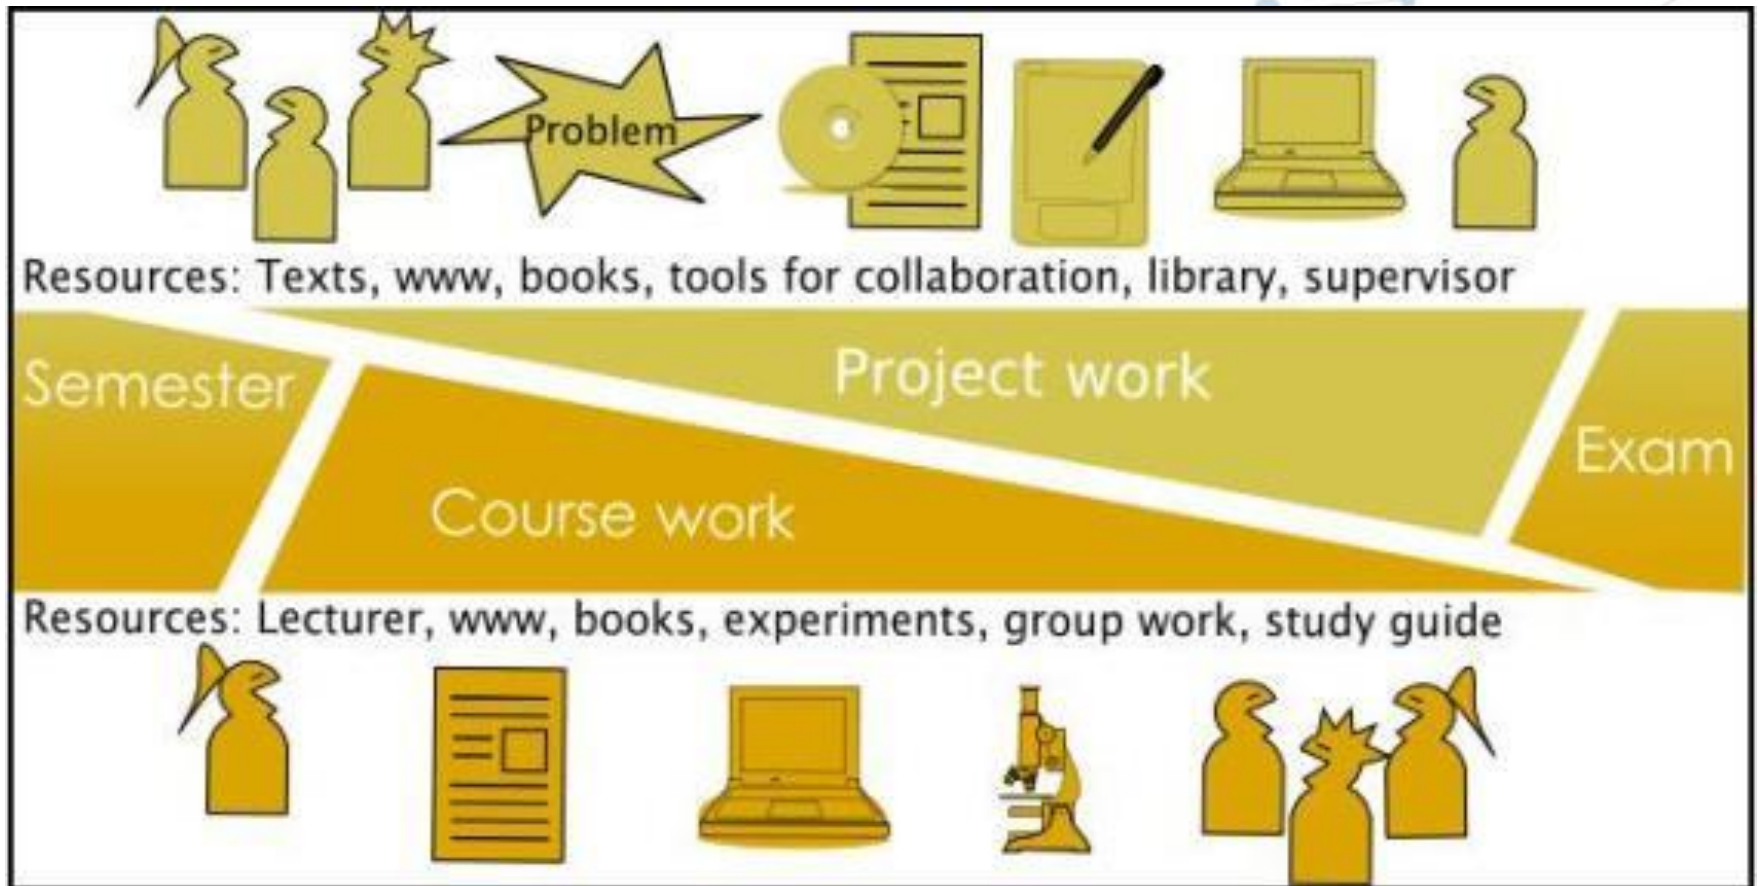 Problem
Resources: Texts, www, books, tools for collaboration, library, supervisor
Semester
Project work
Exam
Course work
Resources: Lecturer, www, books, experiments, group work, study guide